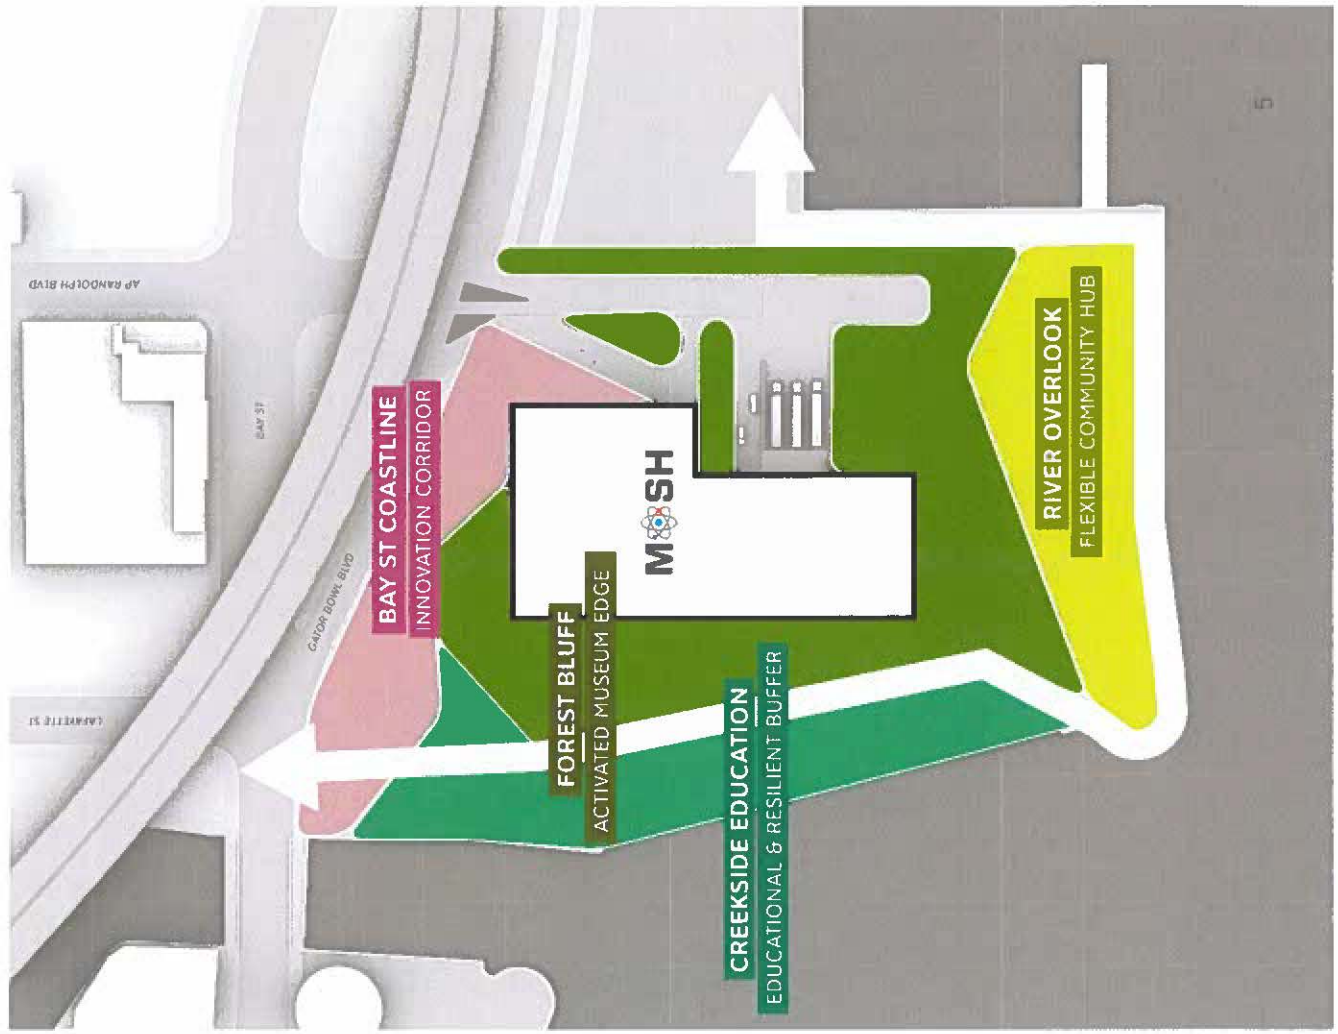 AP RANDOLPH BLVD
BAY ST
LAFAYETTE ST
GATOR BOWL BLVD
BAY ST COASTLINE
INNOVATION CORRIDOR
MOSH
FOREST BLUFF
ACTIVATED MUSEUM EDGE
CREEKSIDE EDUCATION
EDUCATIONAL & RESILIENT BUFFER
RIVER OVERLOOK
FLEXIBLE COMMUNITY HUB
5